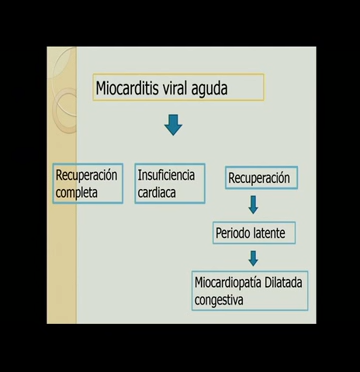 Miocarditis viral aguda
Recuperación
completa
Insuficiencia
cardiaca
Recuperación
Periodo latente
Miocardiopatía Dilatada
congestiva